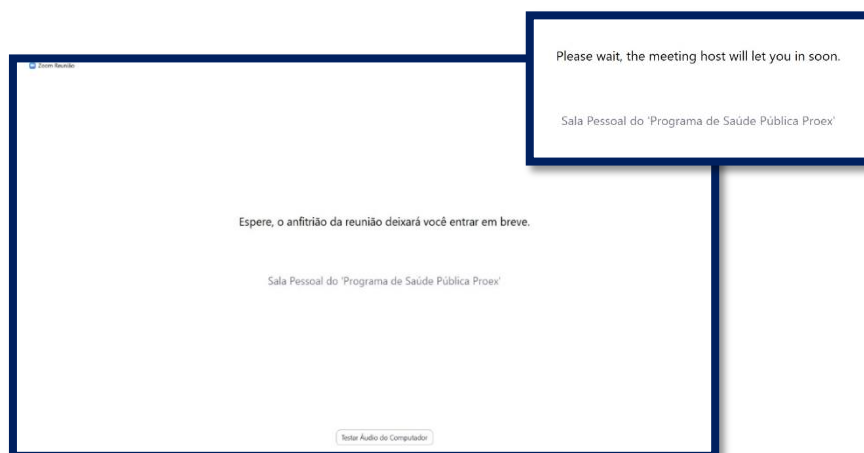 Zoom Reunião
Please wait, the meeting host will let you in soon.
Sala Pessoal do 'Programa de Saúde Pública Proex'
Espere, o anfitrião da reunião deixará você entrar em breve.
Sala Pessoal do 'Programa de Saúde Pública Proex'
Testar Áudio do Computador